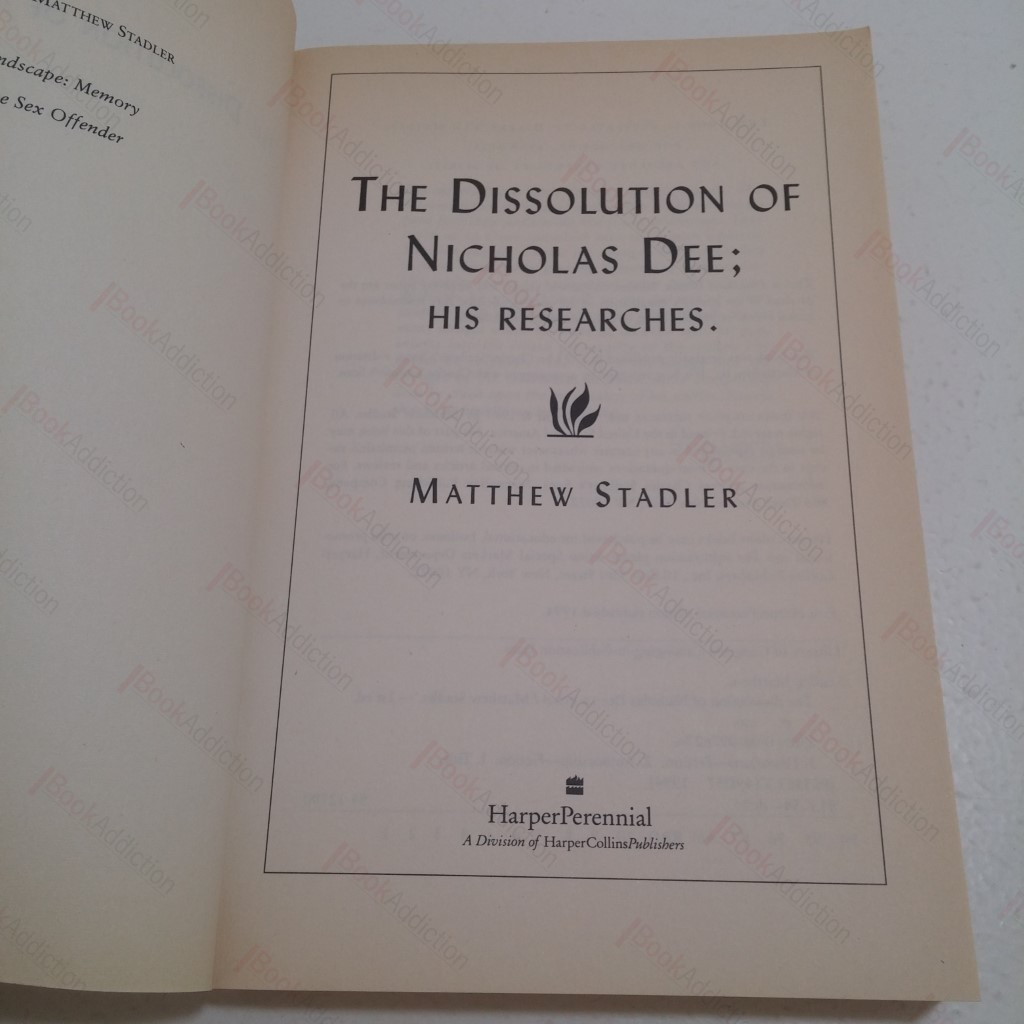 MATTHEW STADLER
ndscape: Memory
e Sex Offender
THE DISSOLUTION OF
NICHOLAS DEE;
HIS RESEARCHES.
MATTHEW STADLER
HarperPerennial
A Division of HarperCollinsPublishers
BookAddiction